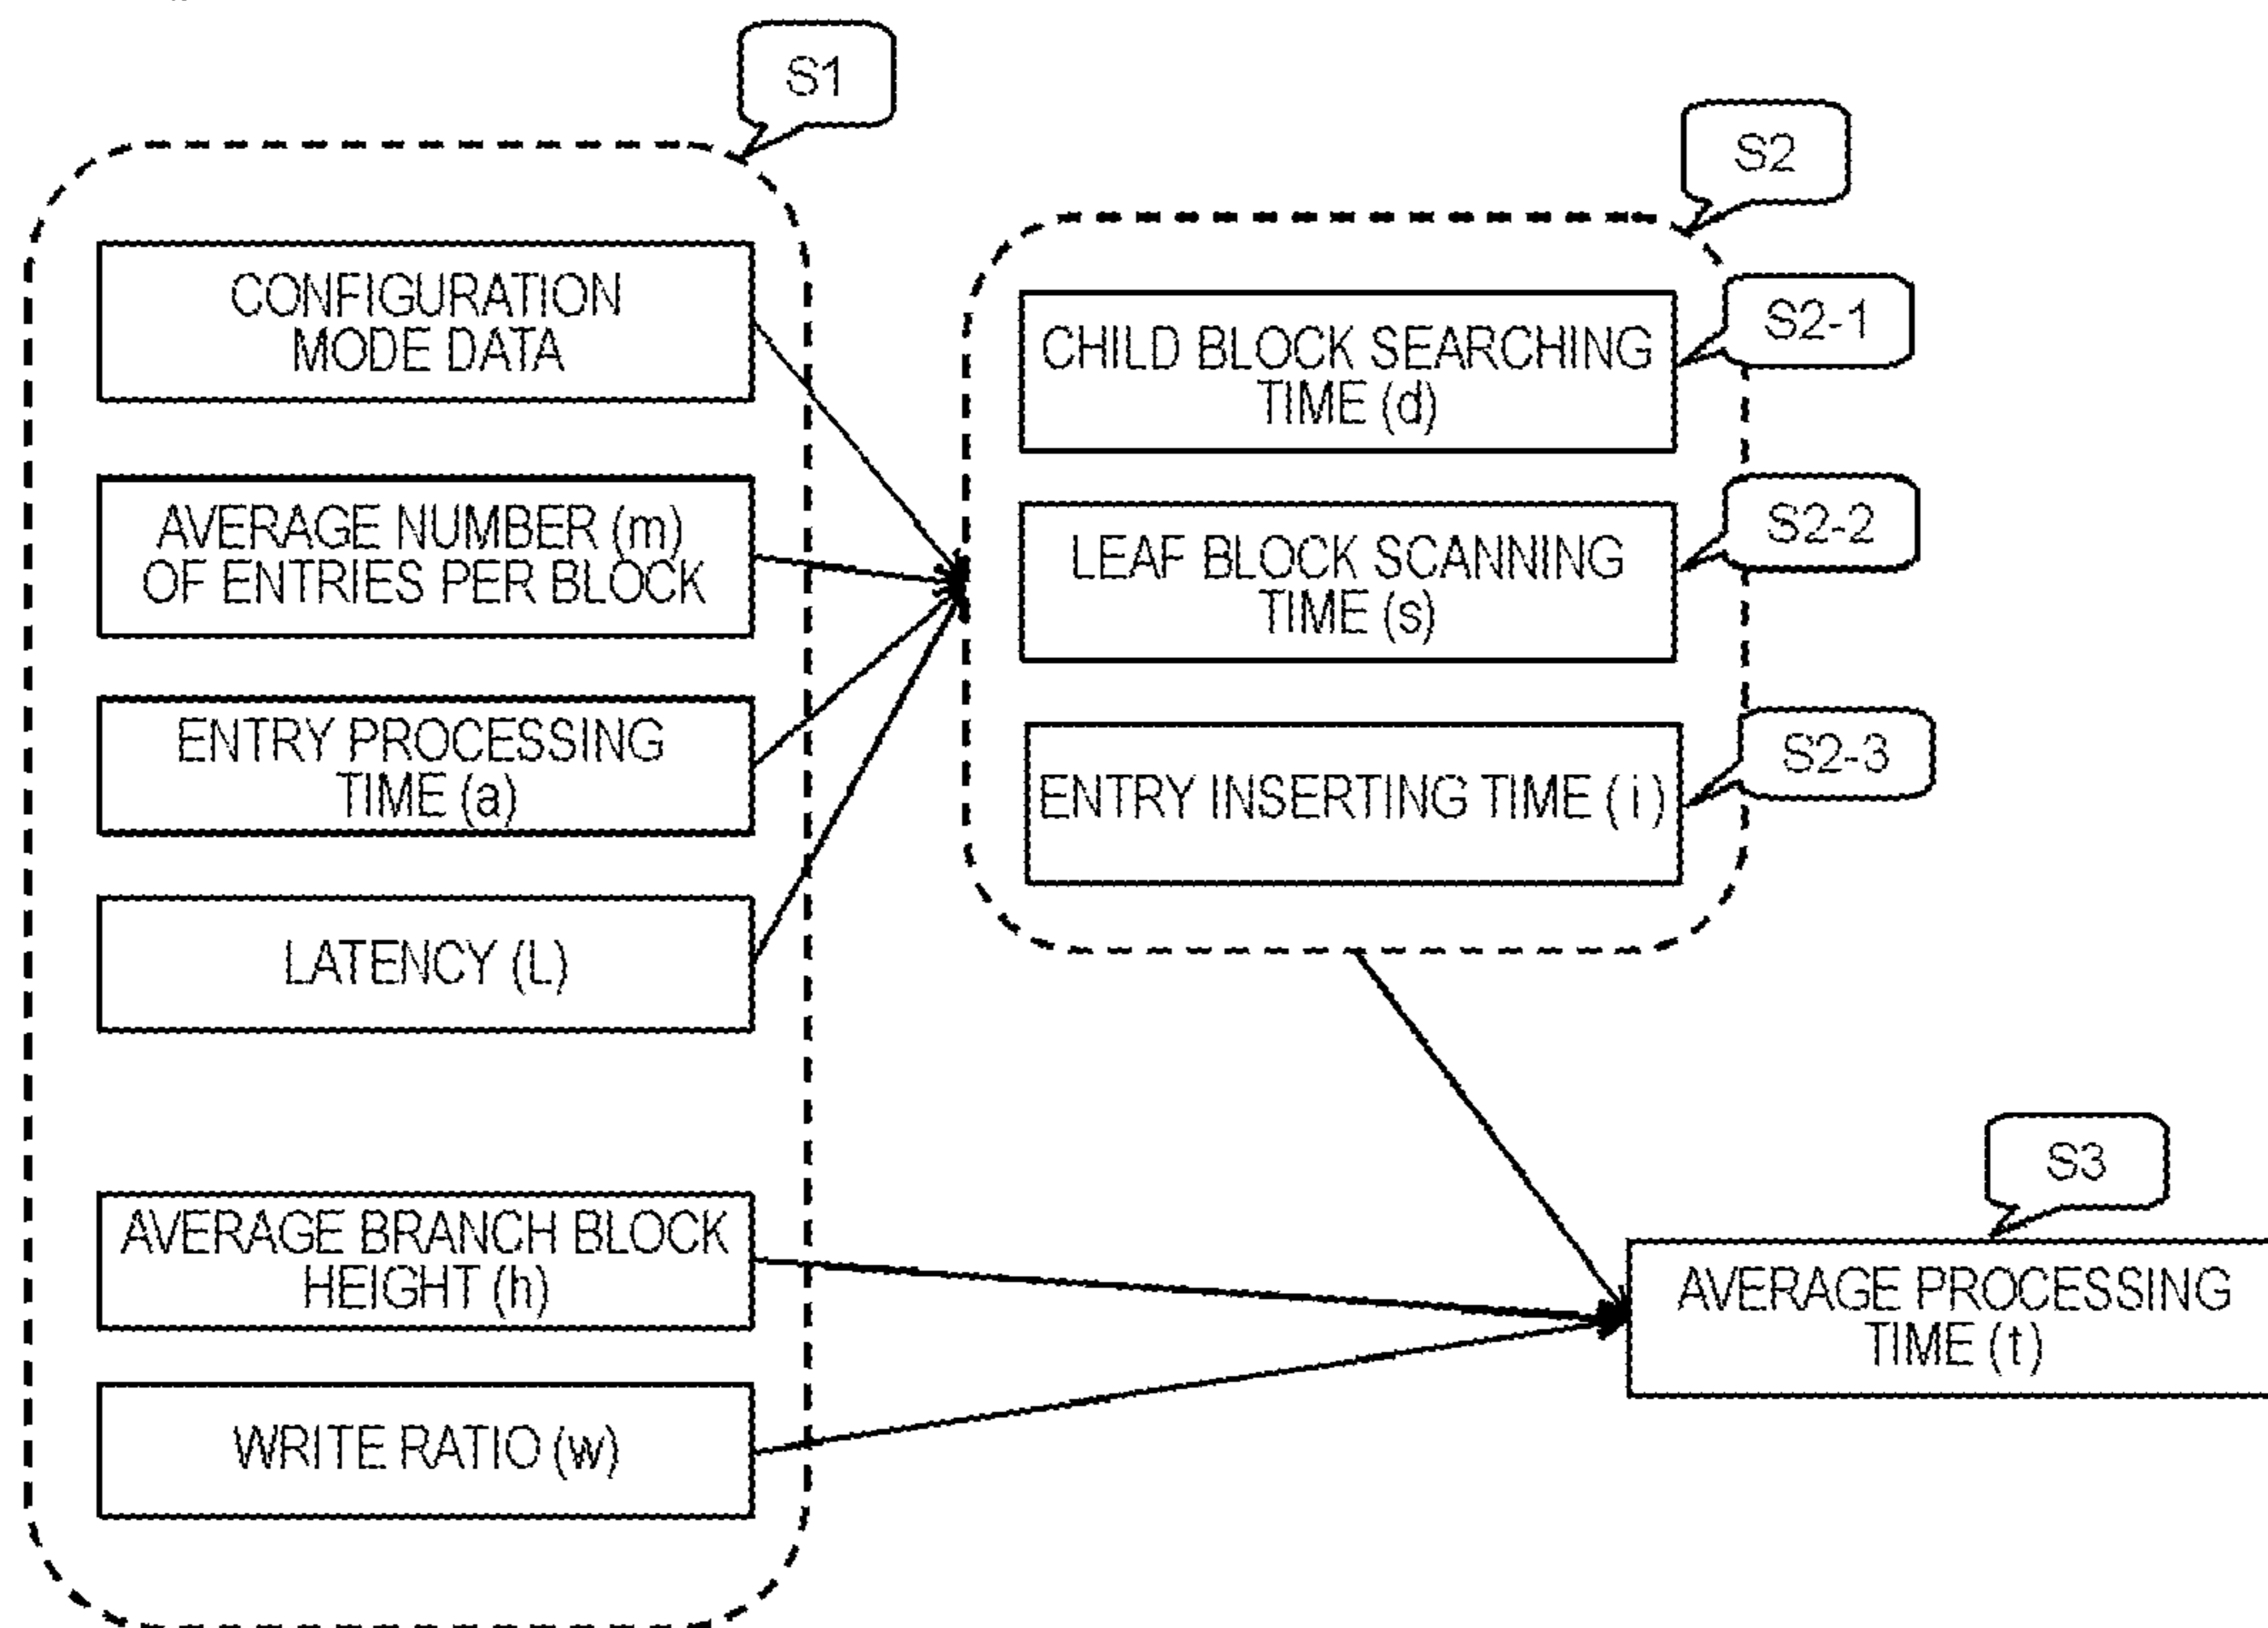 S1
CONFIGURATION
MODE DATA
AVERAGE NUMBER (m)
OF ENTRIES PER BLOCK
ENTRY PROCESSING
TIME (a)
LATENCY (L)
AVERAGE BRANCH BLOCK
HEIGHT (h)
WRITE RATIO (w)
S2
CHILD BLOCK SEARCHING
TIME (d)
S2-1
LEAF BLOCK SCANNING
TIME (s)
S2-2
ENTRY INSERTING TIME (i)
S2-3
S3
AVERAGE PROCESSING
TIME (t)